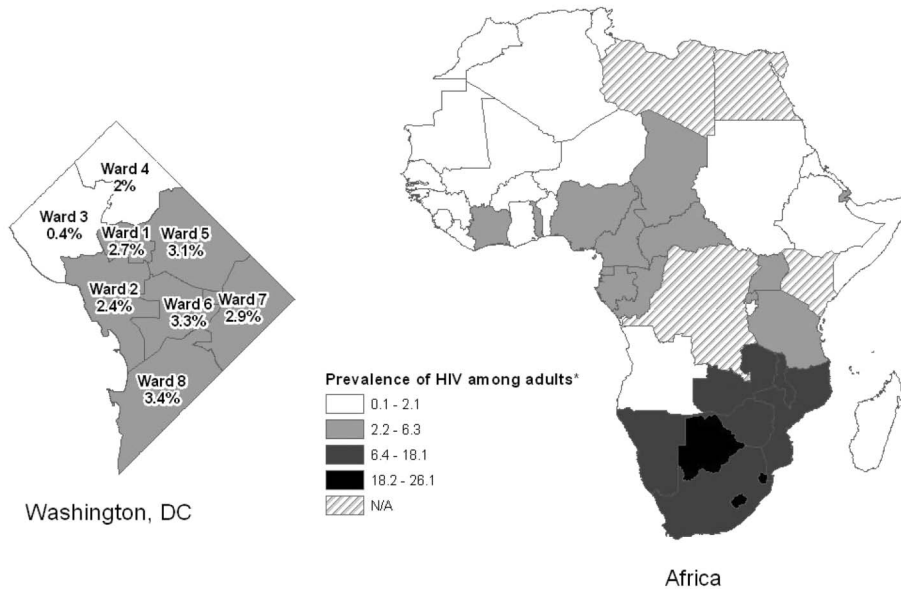 Ward 4
2%
Ward 3
0.4%
Ward 1
2.7%
Ward 5
3.1%
Ward 2
2.4%
Ward 6
3.3%
Ward 7
2.9%
Ward 8
3.4%
Washington, DC
Prevalence of HIV among adults*
0.1 - 2.1
2.2 - 6.3
6.4 - 18.1
18.2 - 26.1
N/A
Africa